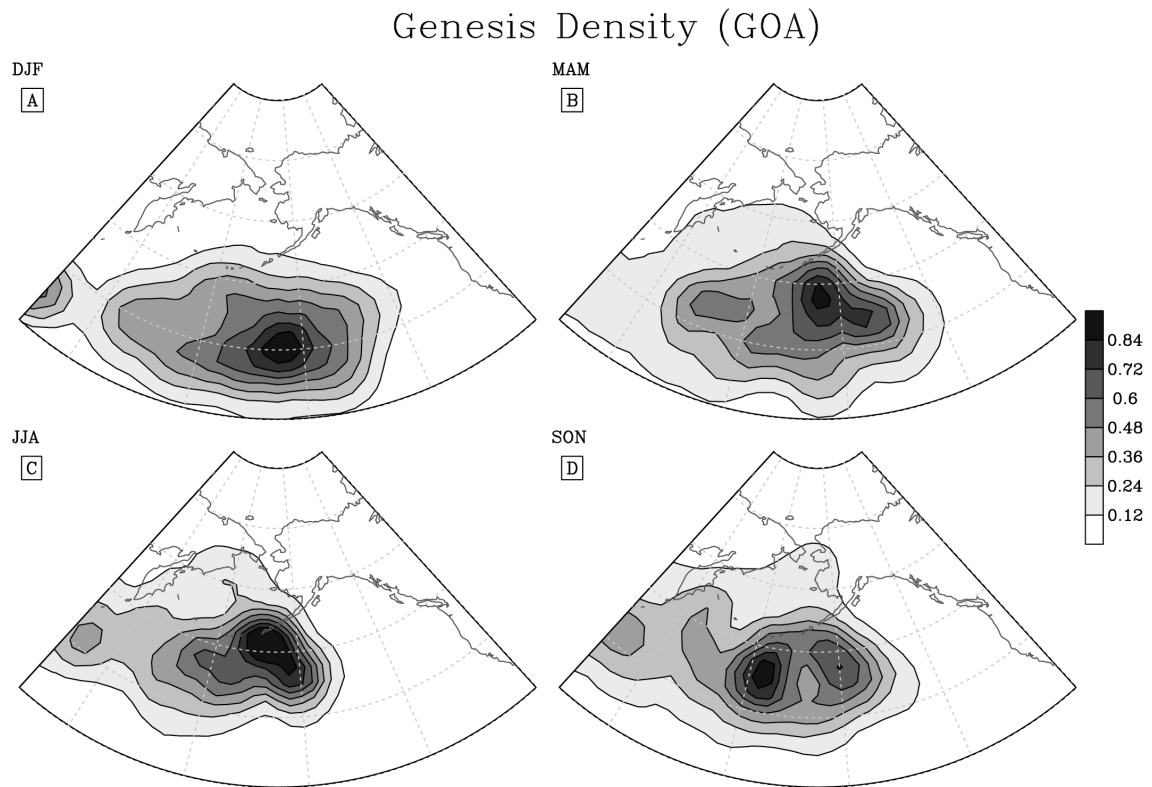 Genesis Density (GOA)
DJF
A
MAM
B
JJA
C
SON
D
0.84
0.72
0.6
0.48
0.36
0.24
0.12